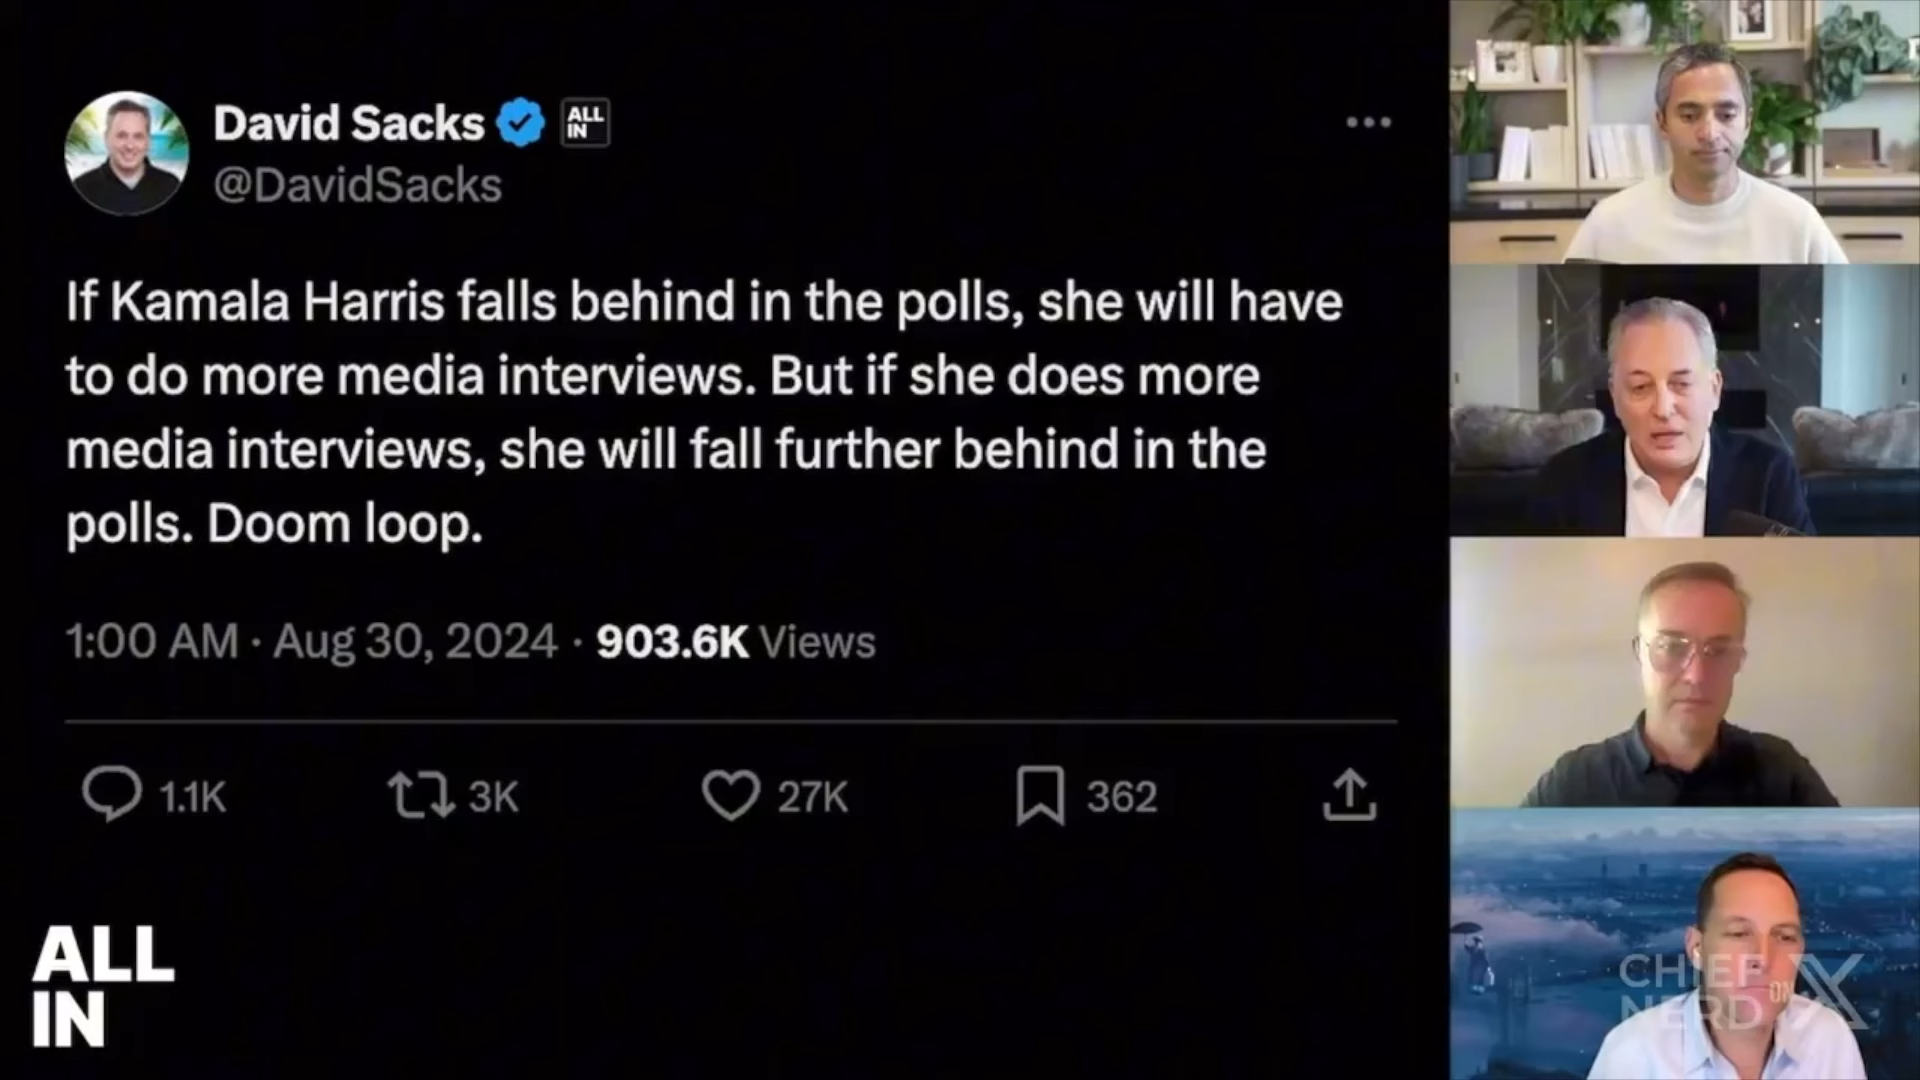 David Sacks
ALL
IN
@DavidSacks
If Kamala Harris falls behind in the polls, she will have
to do more media interviews. But if she does more
media interviews, she will fall further behind in the
polls. Doom loop.
1:00 AM · Aug 30, 2024 · 903.6K Views
1.1K 3K 27K 362
ALL
IN
CHIEF
NERD
ON X